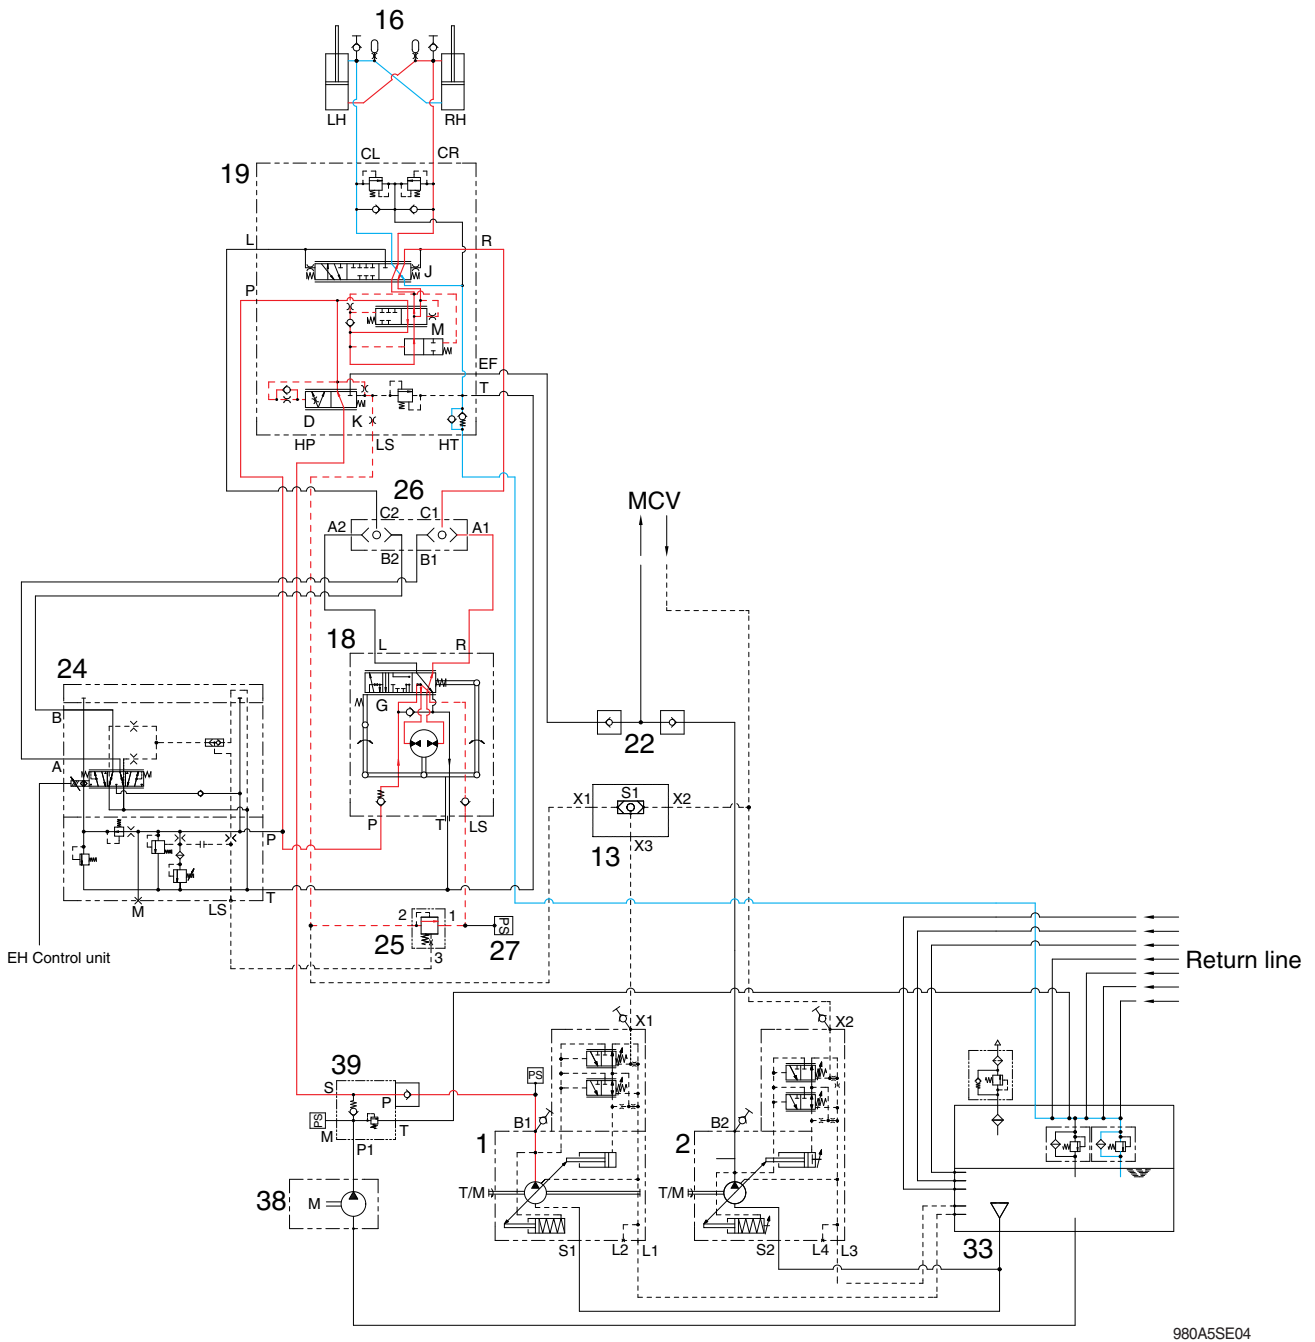 16
LH
RH
CL
CR
19
L
R
J
P
M
EF
T
D
K
HP
LS
HT
26
MCV
C2
C1
A2
A1
B2
B1
18
L
R
24
G
B
22
A
S1
X1
X2
P
T
LS
P
X3
13
T
M
LS
2
1
PS
25
27
3
EH Control unit
Return line
X1
X2
39
PS
S
P
PS
M
T
B1
B2
P1
1
2
38
M
T/M
T/M
S1
L2
L1
S2
L4
L3
33
980A5SE04